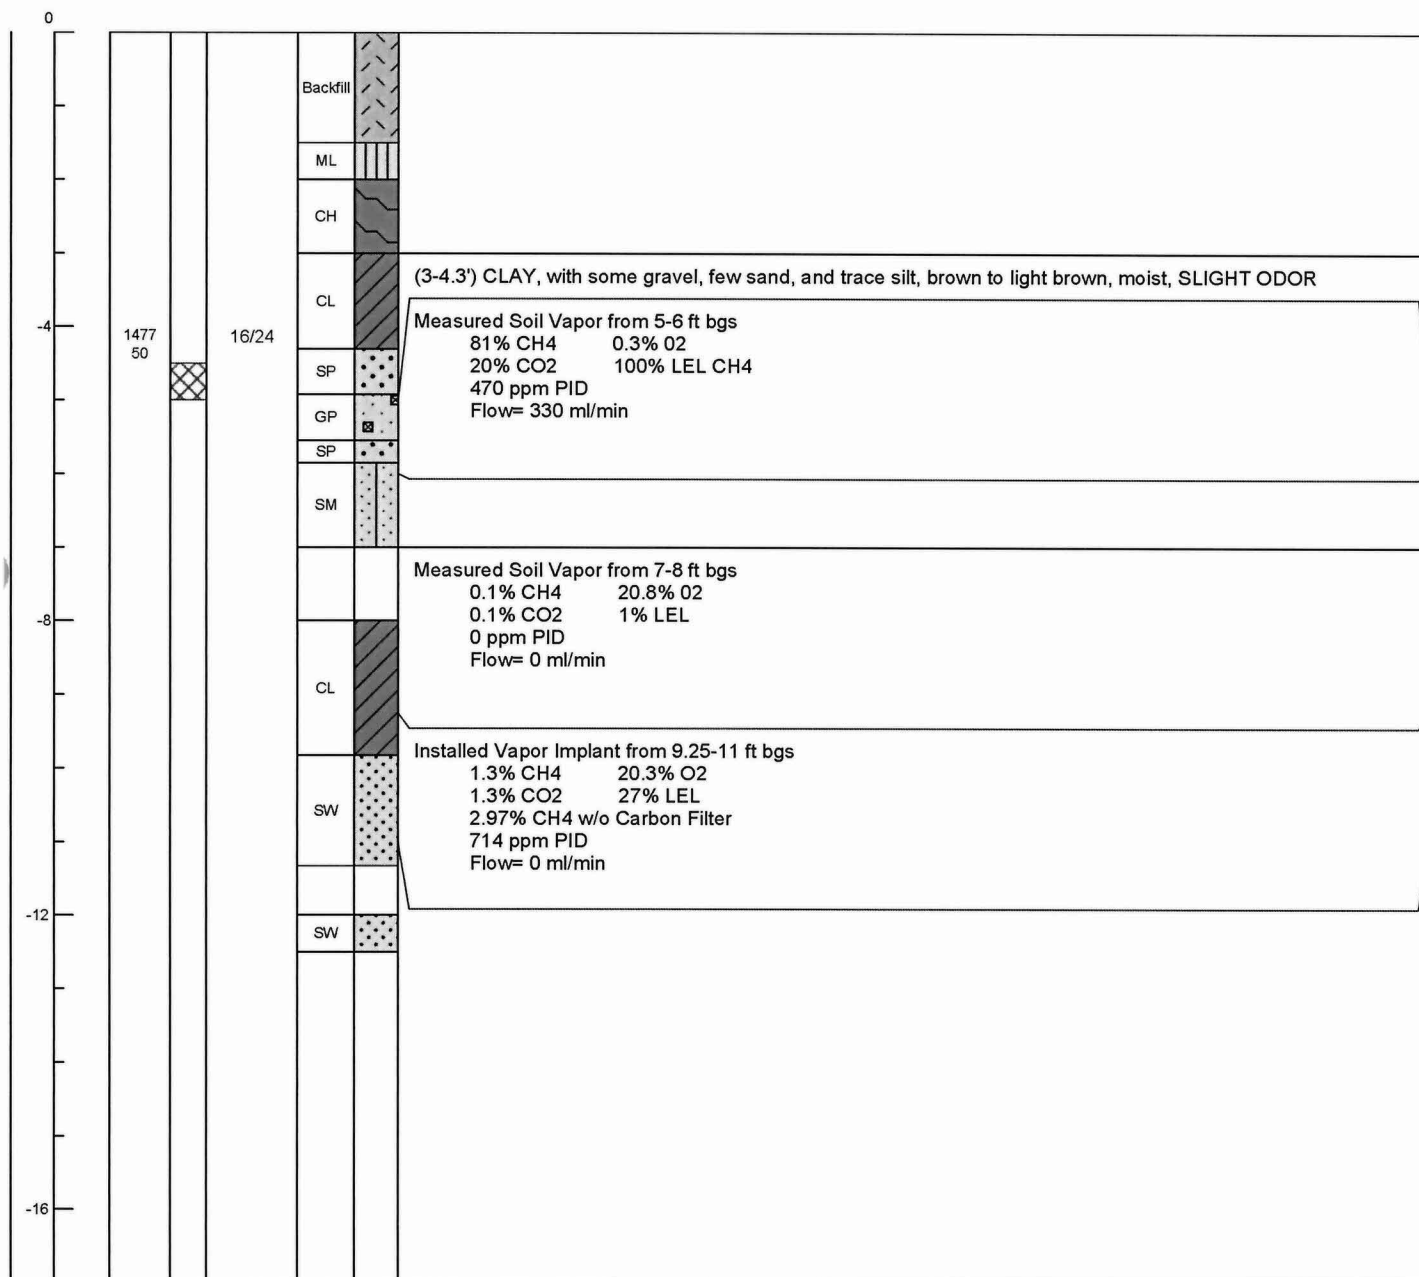 0
Backfill
ML
CH
(3-4.3') CLAY, with some gravel, few sand, and trace silt, brown to light brown, moist, SLIGHT ODOR
CL
Measured Soil Vapor from 5-6 ft bgs
-4
1477
50
16/24
81% CH4 0.3% 02
20% CO2 100% LEL CH4
470 ppm PID
Flow= 330 ml/min
SP
GP
SP
SM
Measured Soil Vapor from 7-8 ft bgs
0.1% CH4 20.8% 02
0.1% CO2 1% LEL
0 ppm PID
Flow= 0 ml/min
-8
CL
Installed Vapor Implant from 9.25-11 ft bgs
1.3% CH4 20.3% O2
1.3% CO2 27% LEL
2.97% CH4 w/o Carbon Filter
714 ppm PID
Flow= 0 ml/min
SW
-12
SW
-16